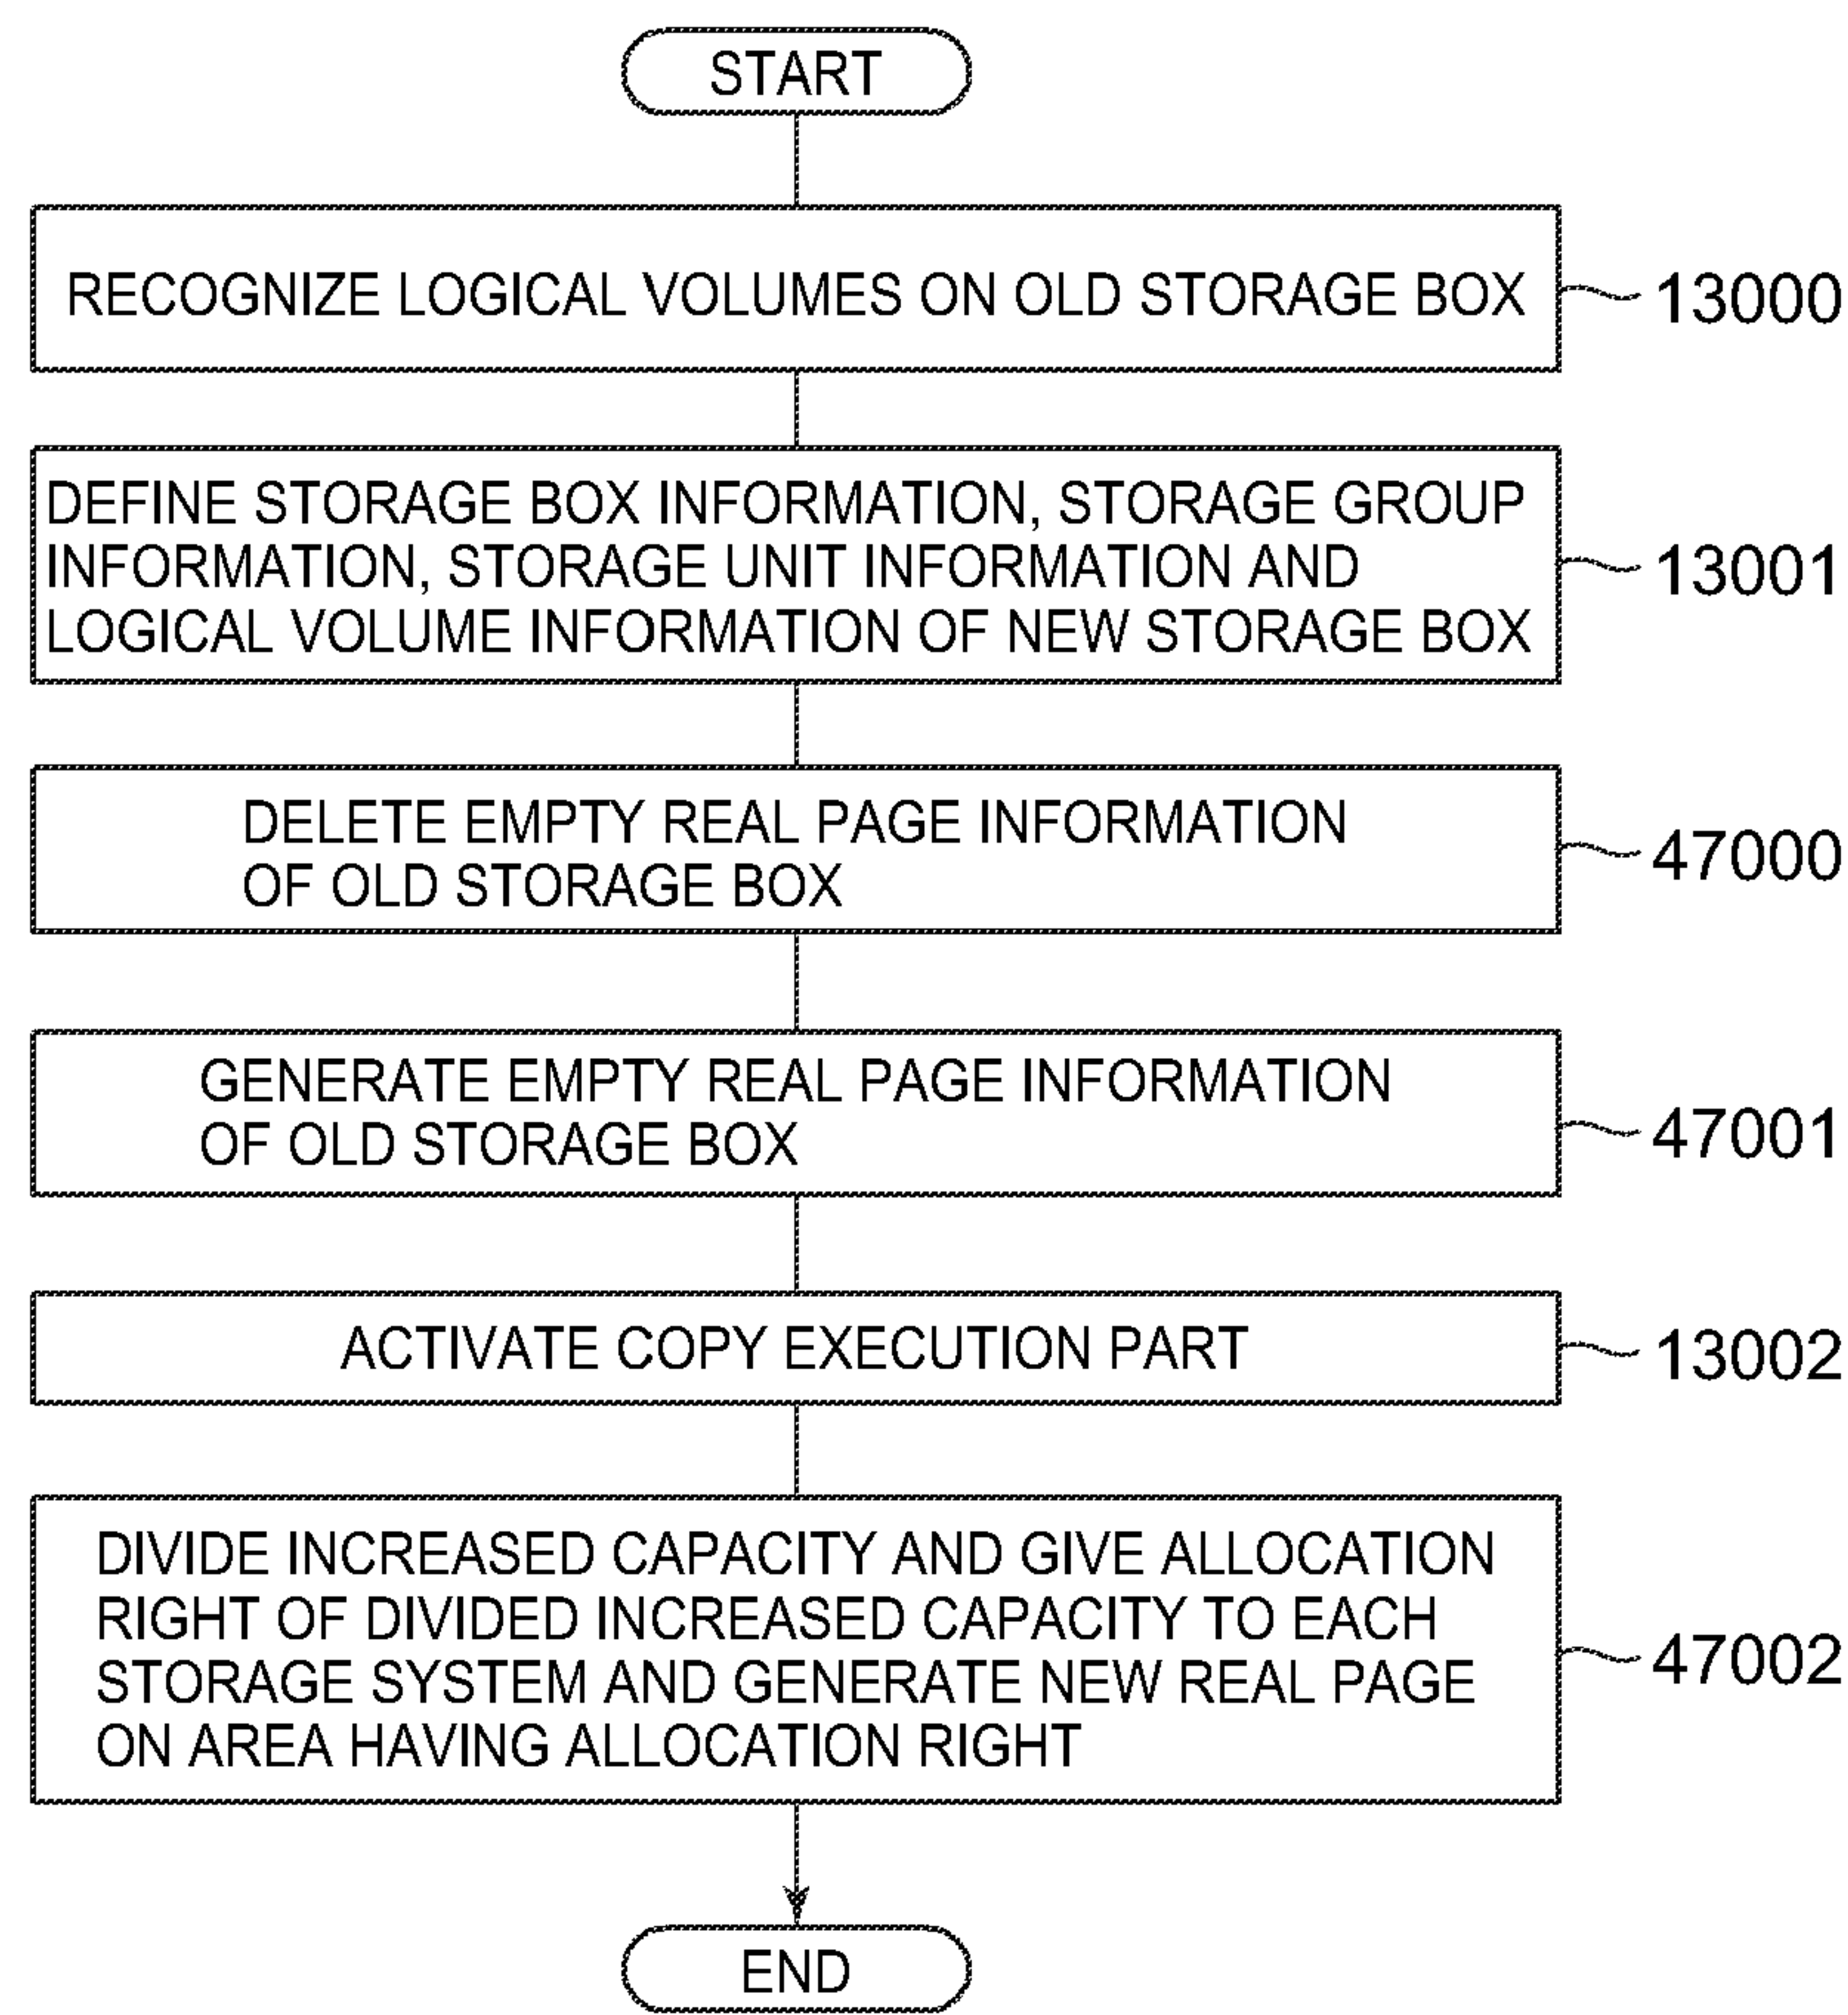 START
RECOGNIZE LOGICAL VOLUMES ON OLD STORAGE BOX
13000
DEFINE STORAGE BOX INFORMATION, STORAGE GROUP
INFORMATION, STORAGE UNIT INFORMATION AND
LOGICAL VOLUME INFORMATION OF NEW STORAGE BOX
13001
DELETE EMPTY REAL PAGE INFORMATION
OF OLD STORAGE BOX
47000
GENERATE EMPTY REAL PAGE INFORMATION
OF OLD STORAGE BOX
47001
ACTIVATE COPY EXECUTION PART
13002
DIVIDE INCREASED CAPACITY AND GIVE ALLOCATION
RIGHT OF DIVIDED INCREASED CAPACITY TO EACH
STORAGE SYSTEM AND GENERATE NEW REAL PAGE
ON AREA HAVING ALLOCATION RIGHT
47002
END